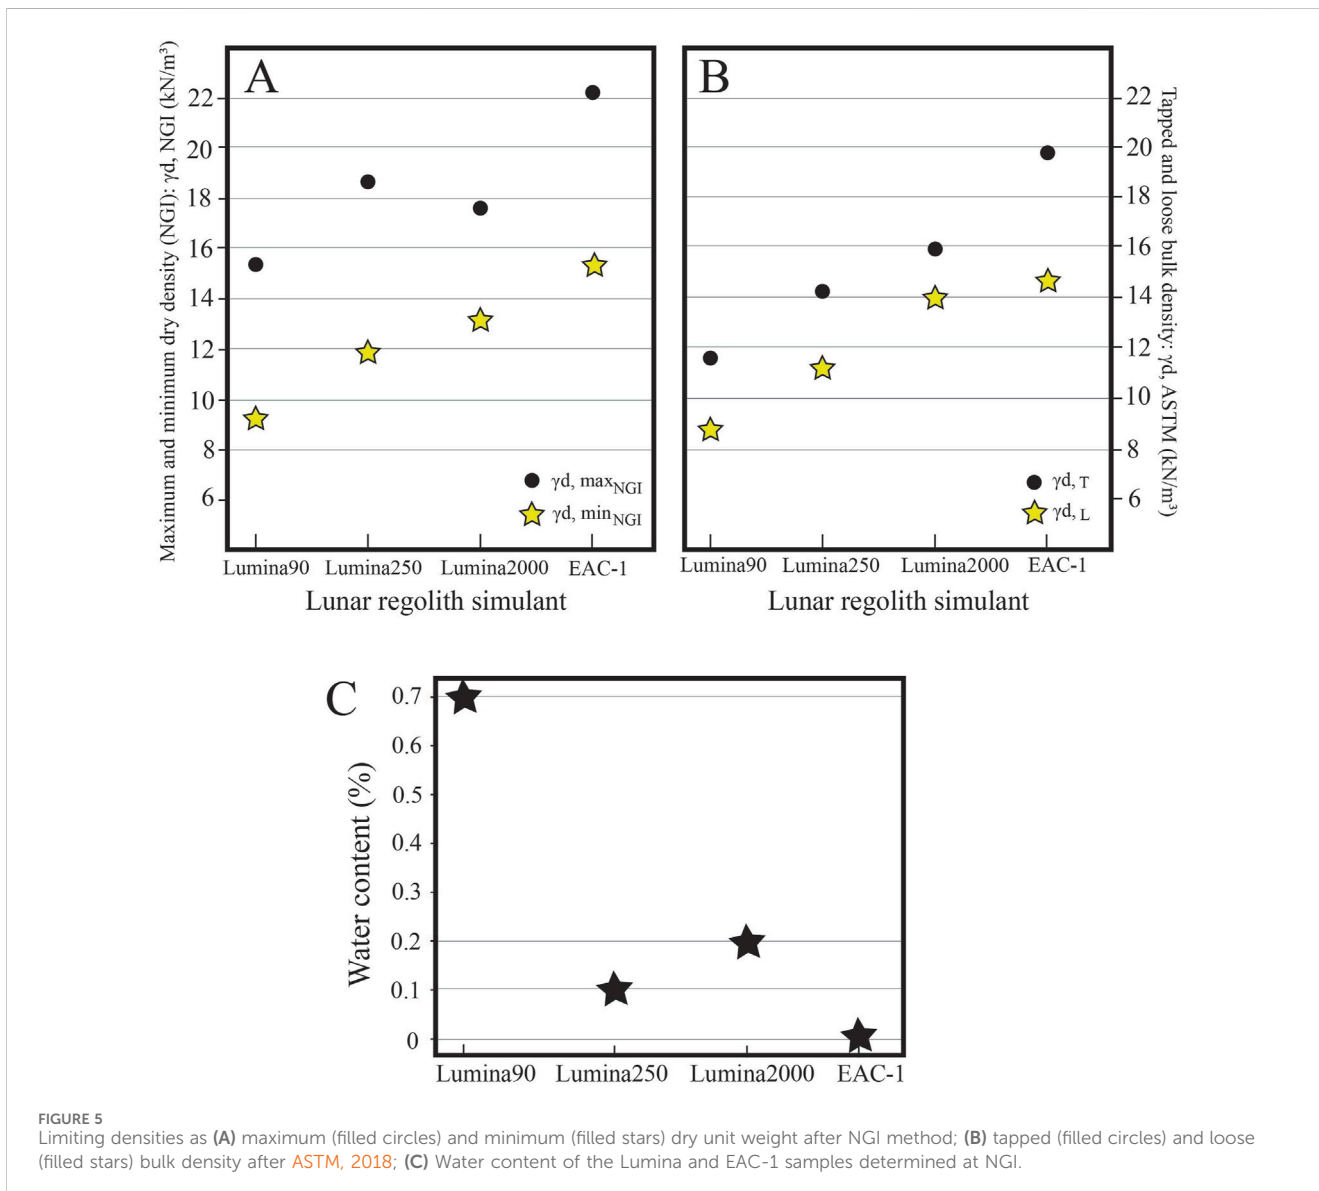 A
Maximum and minimum dry density (NGI): γd, NGI (kN/m³)
22
20
18
16
14
12
10
8
6
γd, maxNGI
γd, minNGI
Lumina90
Lumina250
Lumina2000
EAC-1
Lunar regolith simulant
B
22
20
18
16
14
12
10
8
6
Tapped and loose bulk density: γd, ASTM (kN/m³)
γd, T
γd, L
Lumina90
Lumina250
Lumina2000
EAC-1
Lunar regolith simulant
C
Water content (%)
0.7
0.6
0.5
0.4
0.3
0.2
0.1
0
Lumina90
Lumina250
Lumina2000
EAC-1
FIGURE 5
Limiting densities as (A) maximum (filled circles) and minimum (filled stars) dry unit weight after NGI method; (B) tapped (filled circles) and loose
(filled stars) bulk density after ASTM, 2018; (C) Water content of the Lumina and EAC-1 samples determined at NGI.